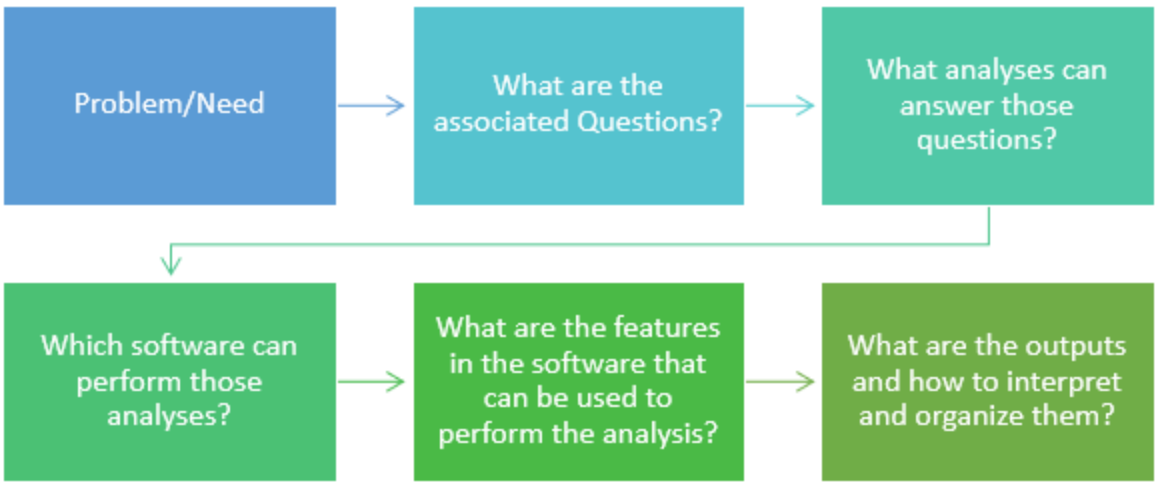 Problem/Need
What are the
associated Questions?
What analyses can
answer those
questions?
Which software can
perform those
analyses?
What are the features
in the software that
can be used to
perform the analysis?
What are the outputs
and how to interpret
and organize them?